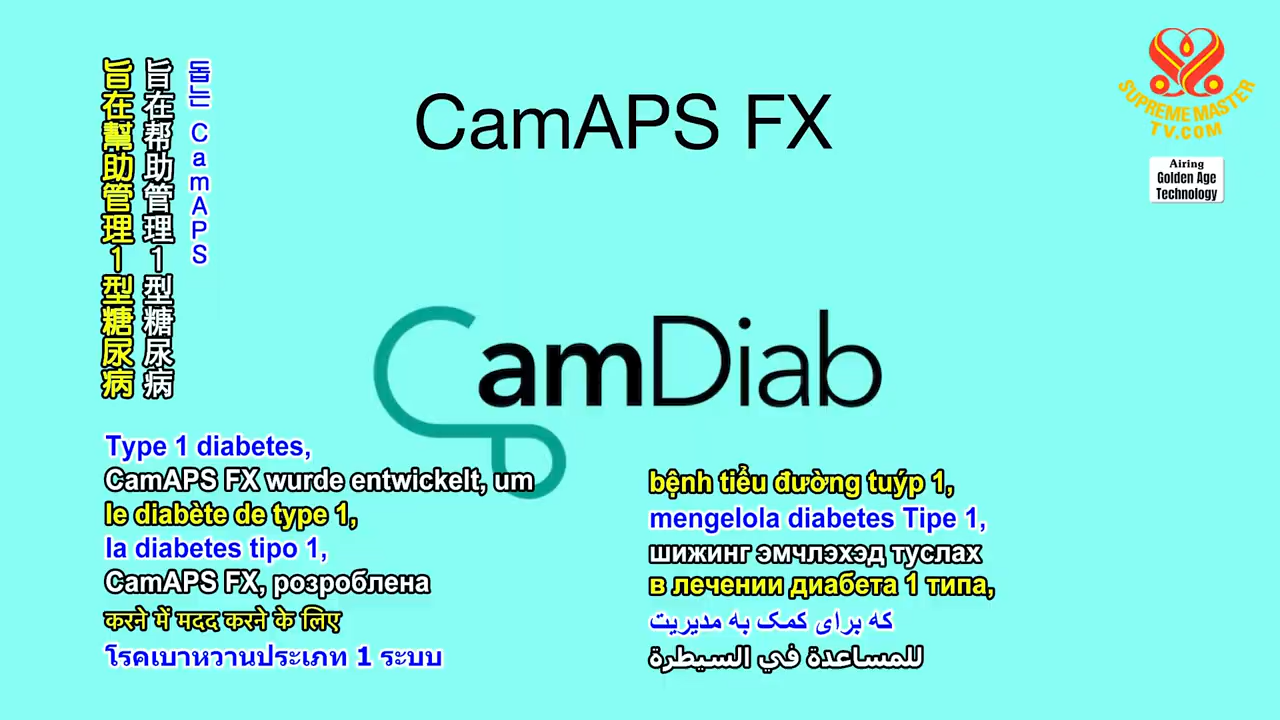 CamAPS FX
SUPREME MASTER
TV.COM
Airing
Golden Age
Technology
旨在幫助管理1型糖尿病
旨在帮助管理1型糖尿病
돕는 CamAPS
CamDiab
Type 1 diabetes,
CamAPS FX wurde entwickelt, um
le diabète de type 1,
la diabetes tipo 1,
CamAPS FX, розроблена
करने में मदद करने के लिए
โรคเบาหวานประเภท 1 ระบบ
bệnh tiểu đường tuýp 1,
mengelola diabetes Tipe 1,
шижинг эмчлэхэд туслах
в лечении диабета 1 типа,
که برای کمک به مدیریت
للمساعدة في السيطرة